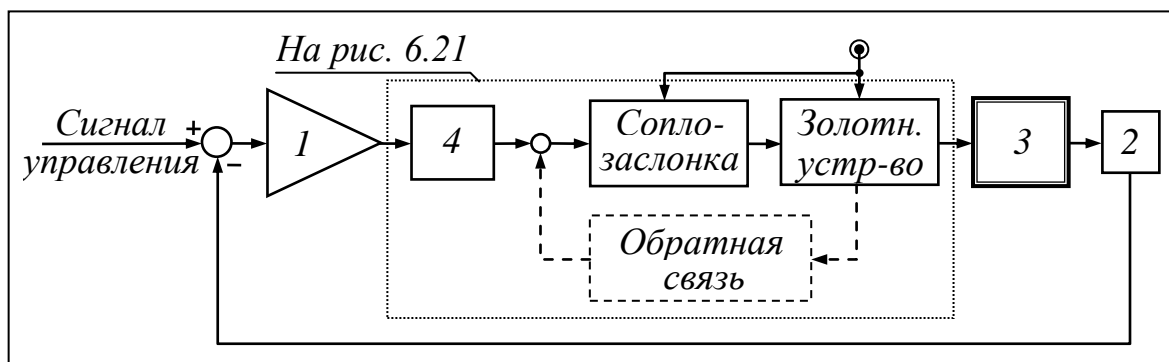 На рис. 6.21
Сигнал
управления
+
−
1
4
Сопло-
заслонка
Золотн.
устр-во
3
2
Обратная
связь